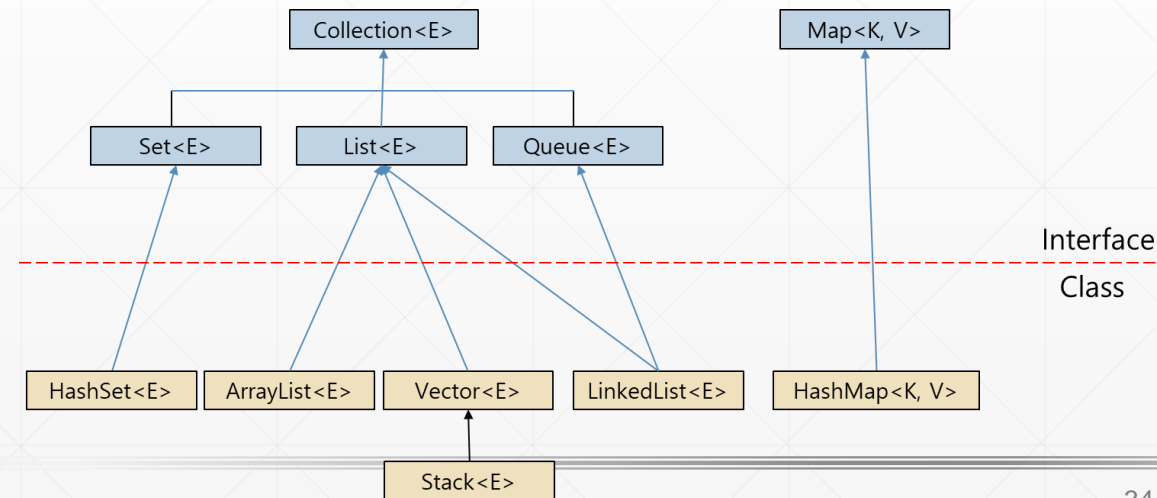 Collection<E>
Map<K, V>
Set<E>
List<E>
Queue<E>
Interface
Class
HashSet<E>
ArrayList<E>
Vector<E>
LinkedList<E>
HashMap<K, V>
Stack<E>